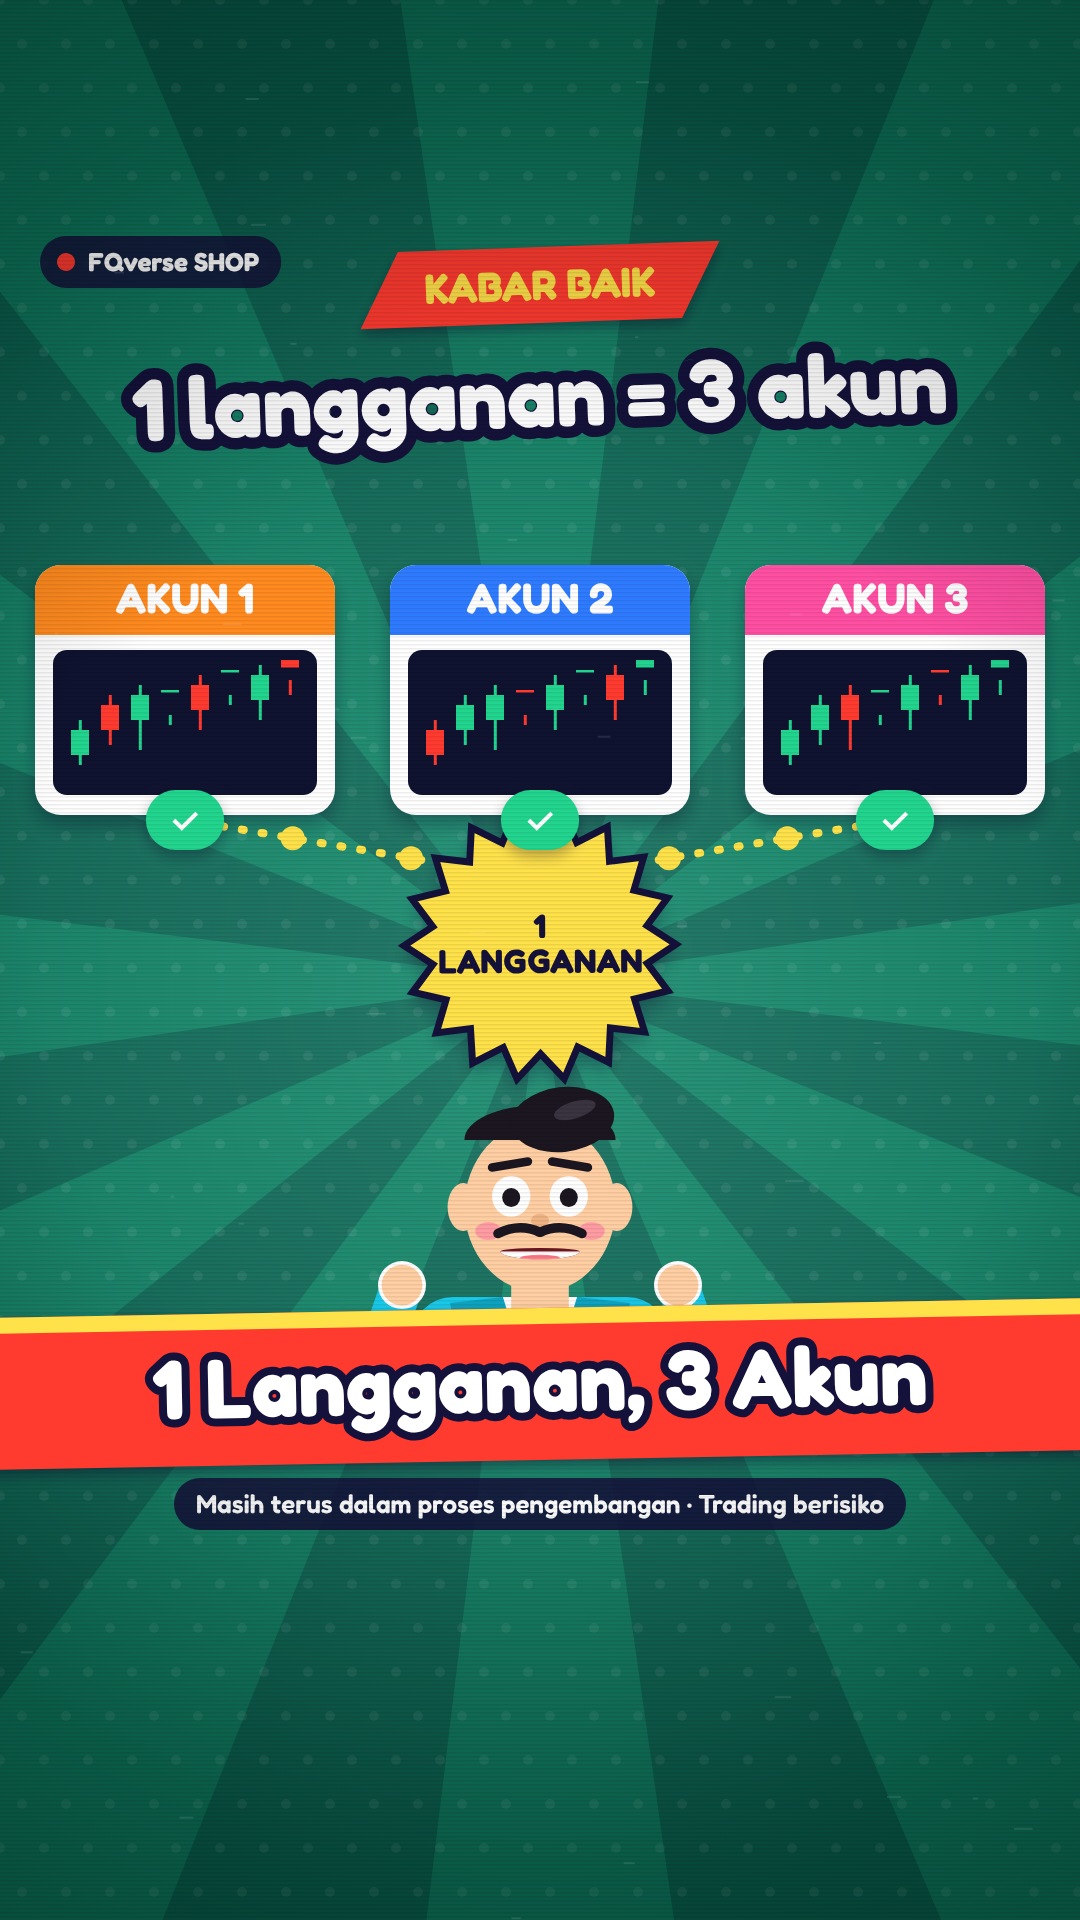 FQverse SHOP
KABAR BAIK
1 langganan = 3 akun
AKUN 1
AKUN 2
AKUN 3
1
LANGGANAN
1 Langganan, 3 Akun
Masih terus dalam proses pengembangan · Trading berisiko